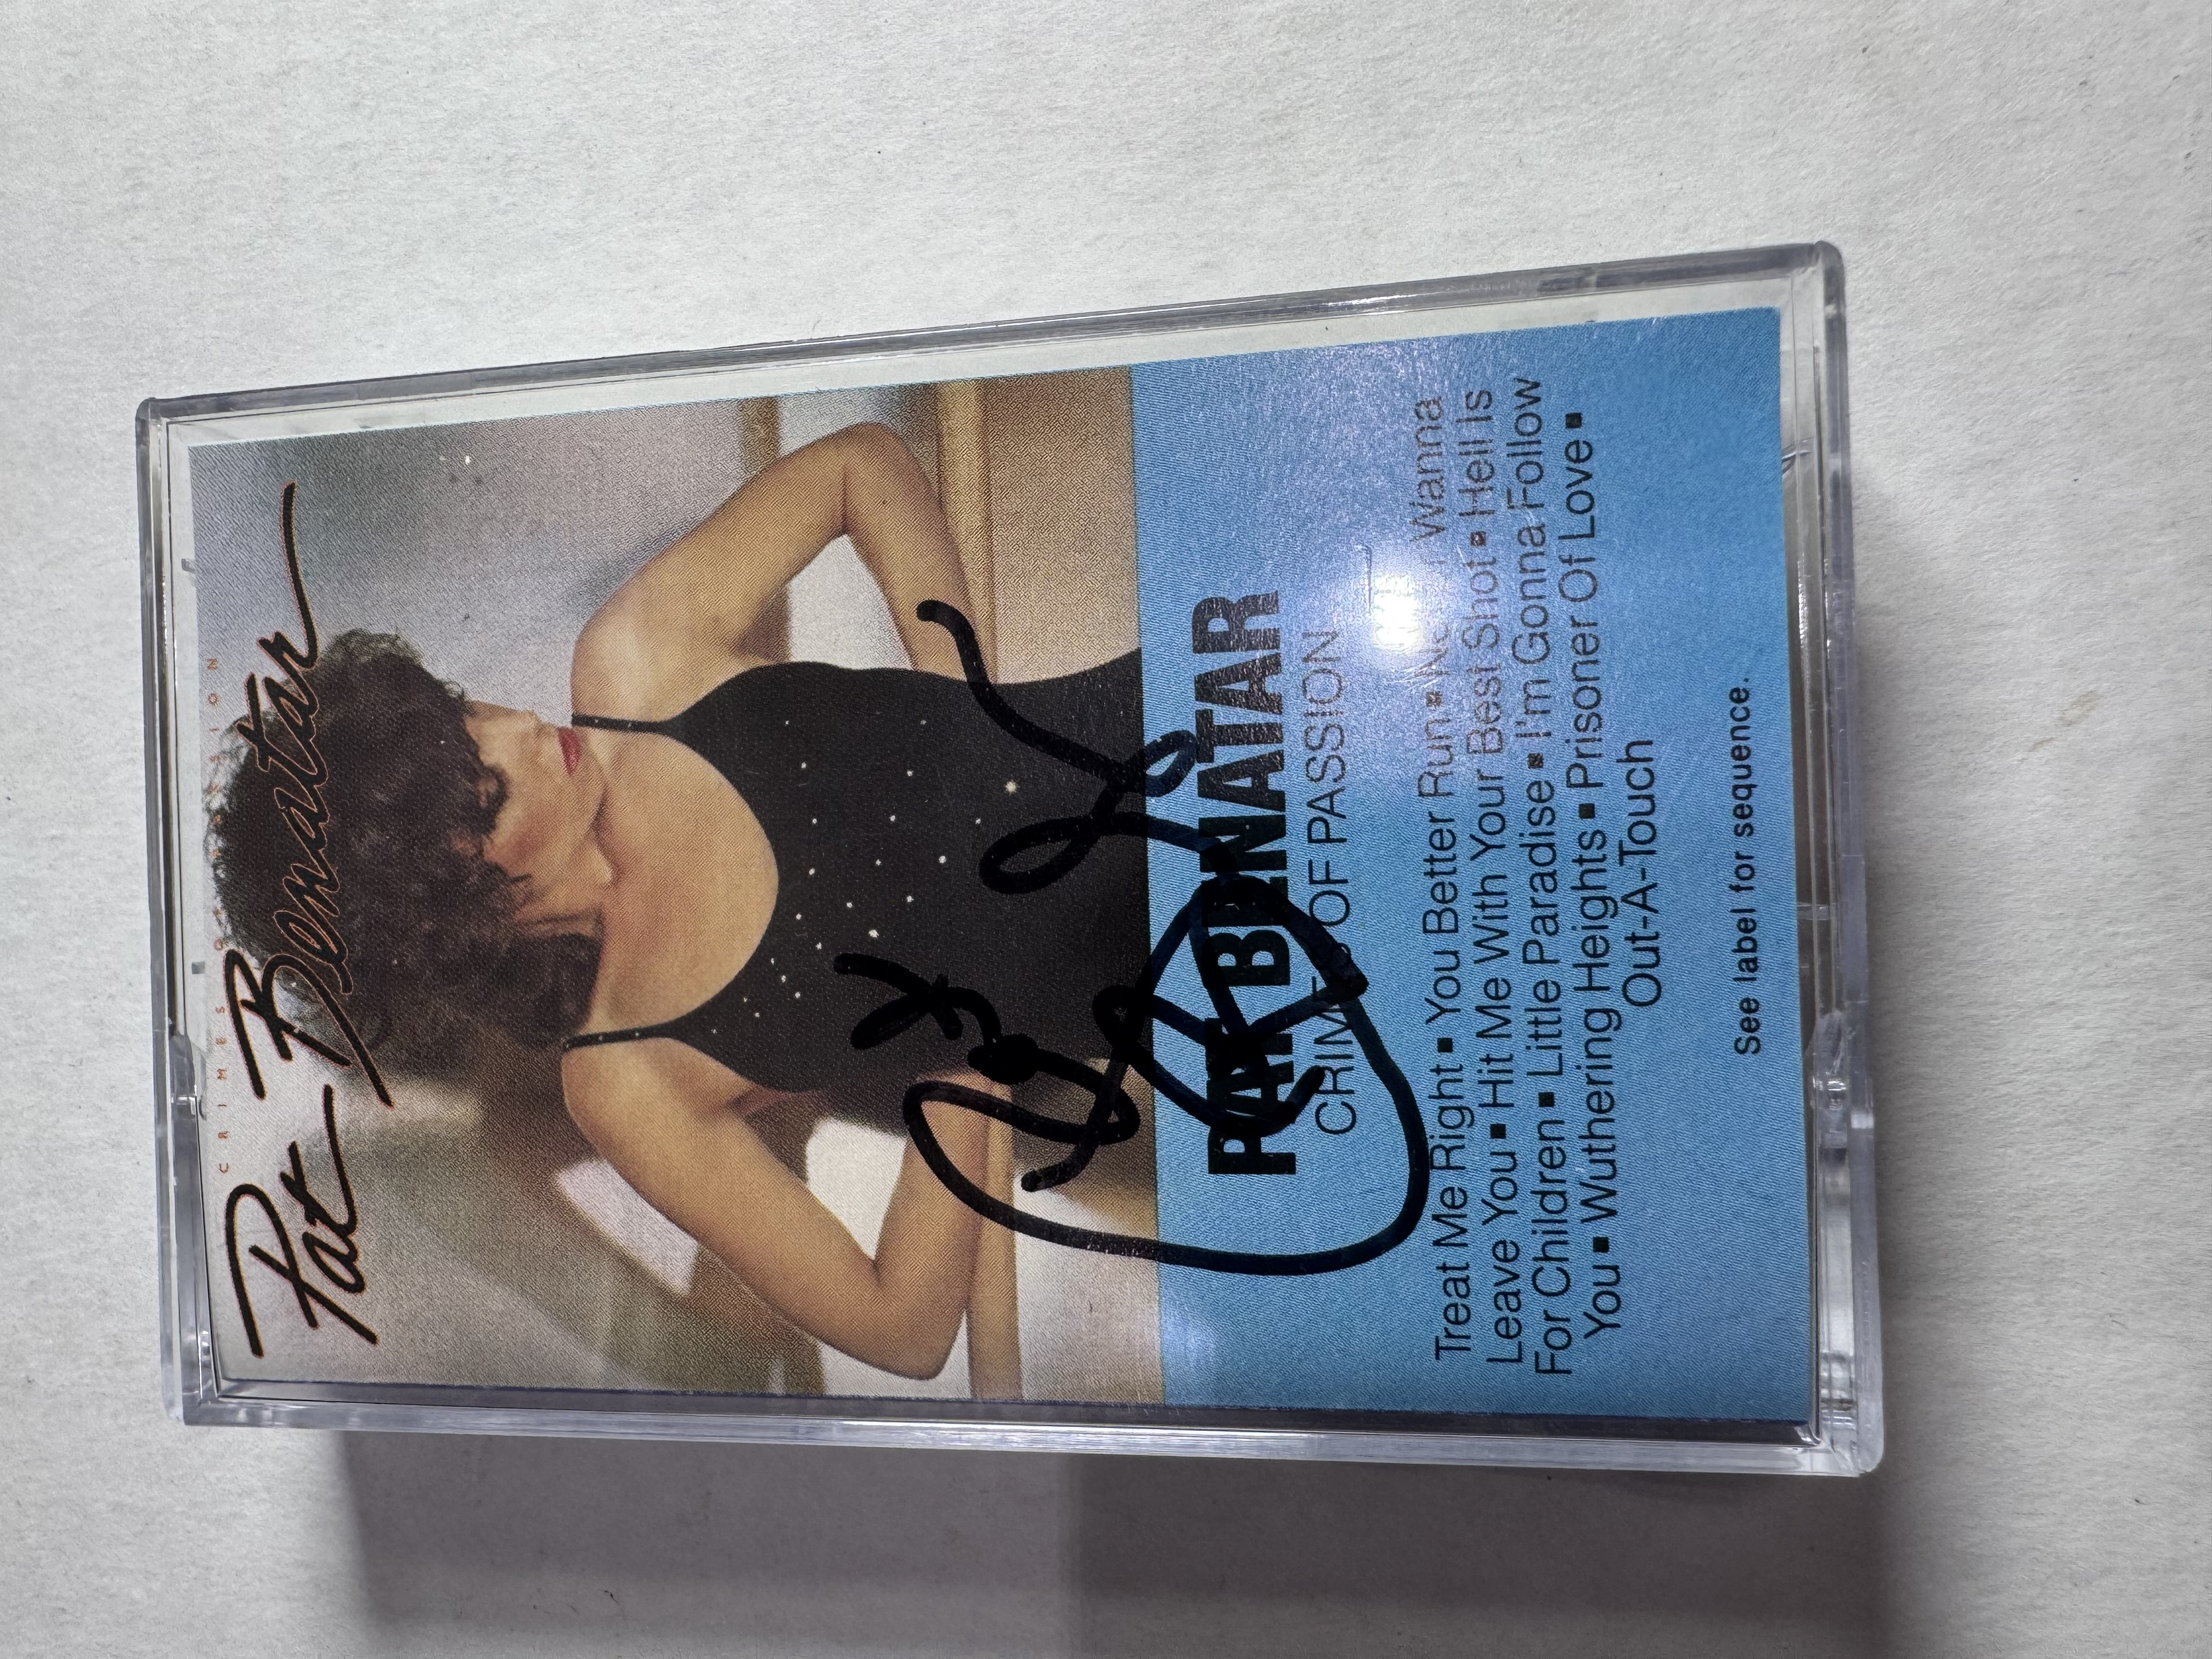 CRIMES OF PASSION
Pat Benatar
PAT BENATAR
CRIMES OF PASSION
Treat Me Right ▪ You Better Run ▪ Wanna
Leave You ▪ Hit Me With Your Best Shot ▪ Hell Is
For Children ▪ Little Paradise ▪ I'm Gonna Follow
You ▪ Wuthering Heights ▪ Prisoner Of Love ▪
Out-A-Touch
See label for sequence.